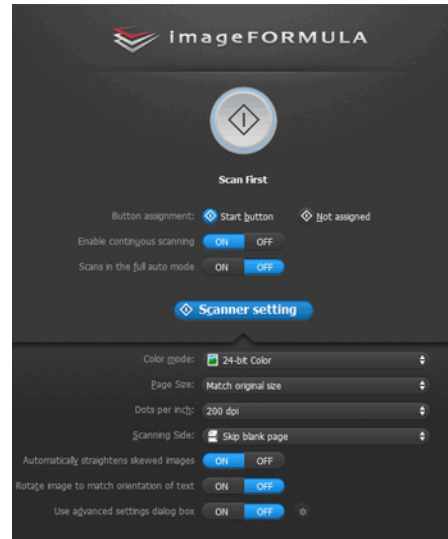 imageFORMULA
Scan First
Button assignment: Start button Not assigned
Enable continuous scanning ON OFF
Scans in the full auto mode ON OFF
Scanner setting
Color mode: 24-bit Color
Page Size: Match original size
Dots per inch: 200 dpi
Scanning Side: Skip blank page
Automatically straightens skewed images ON OFF
Rotate image to match orientation of text ON OFF
Use advanced settings dialog box ON OFF